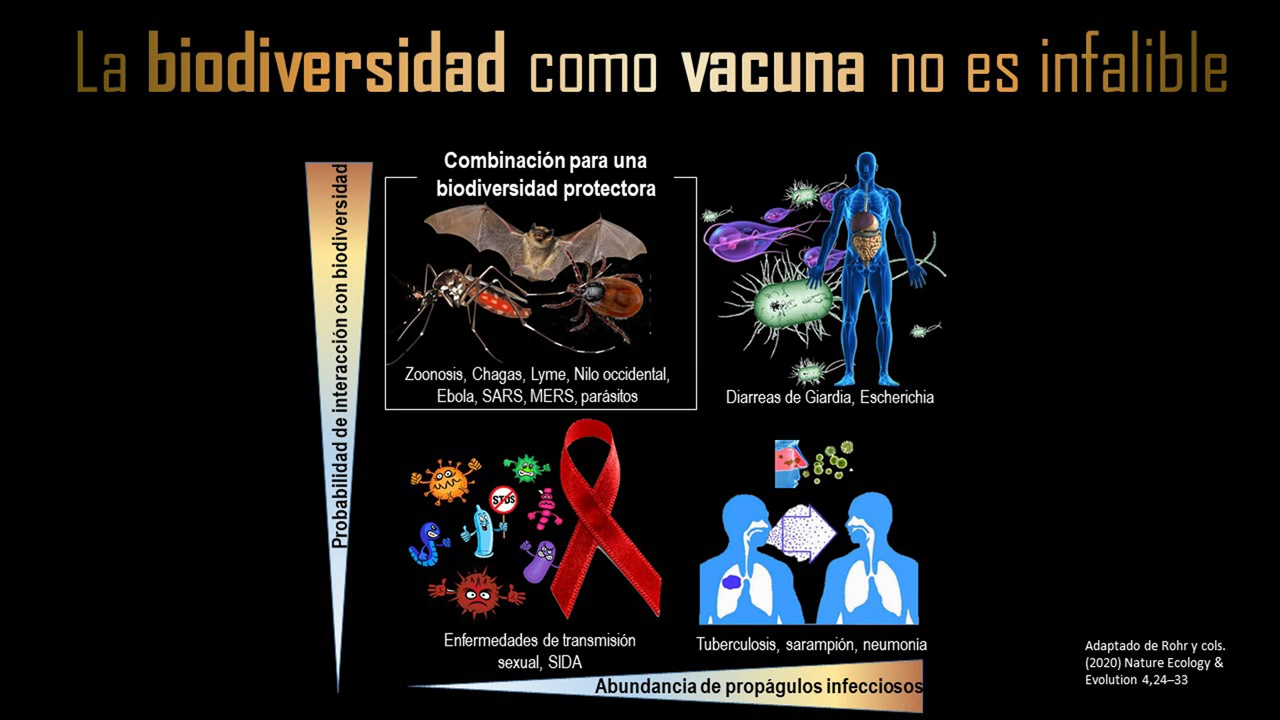 La biodiversidad como vacuna no es infalible
Combinación para una
biodiversidad protectora
Probabilidad de interacción con biodiversidad
Zoonosis, Chagas, Lyme, Nilo occidental,
Ebola, SARS, MERS, parásitos
Diarreas de Giardia, Escherichia
STDS
Enfermedades de transmisión
sexual, SIDA
Tuberculosis, sarampión, neumonia
Abundancia de propágulos infecciosos
Adaptado de Rohr y cols.
(2020) Nature Ecology &
Evolution 4,24–33